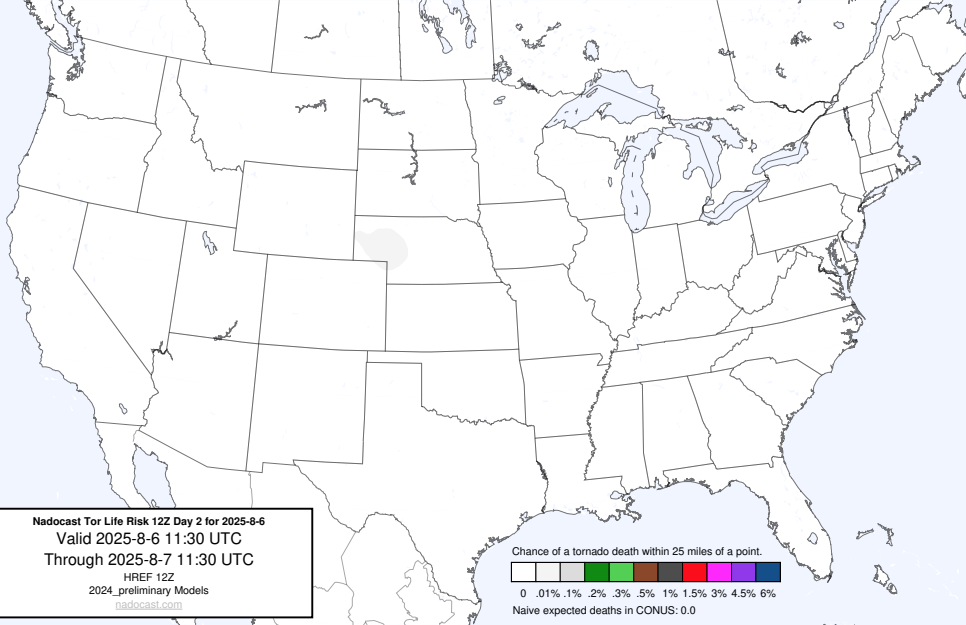 Nadocast Tor Life Risk 12Z Day 2 for 2025-8-6
Valid 2025-8-6 11:30 UTC
Through 2025-8-7 11:30 UTC
HREF 12Z
2024_preliminary Models
nadocast.com
Chance of a tornado death within 25 miles of a point.
0 .01% .1% .2% .3% .5% 1% 1.5% 3% 4.5% 6%
Naive expected deaths in CONUS: 0.0